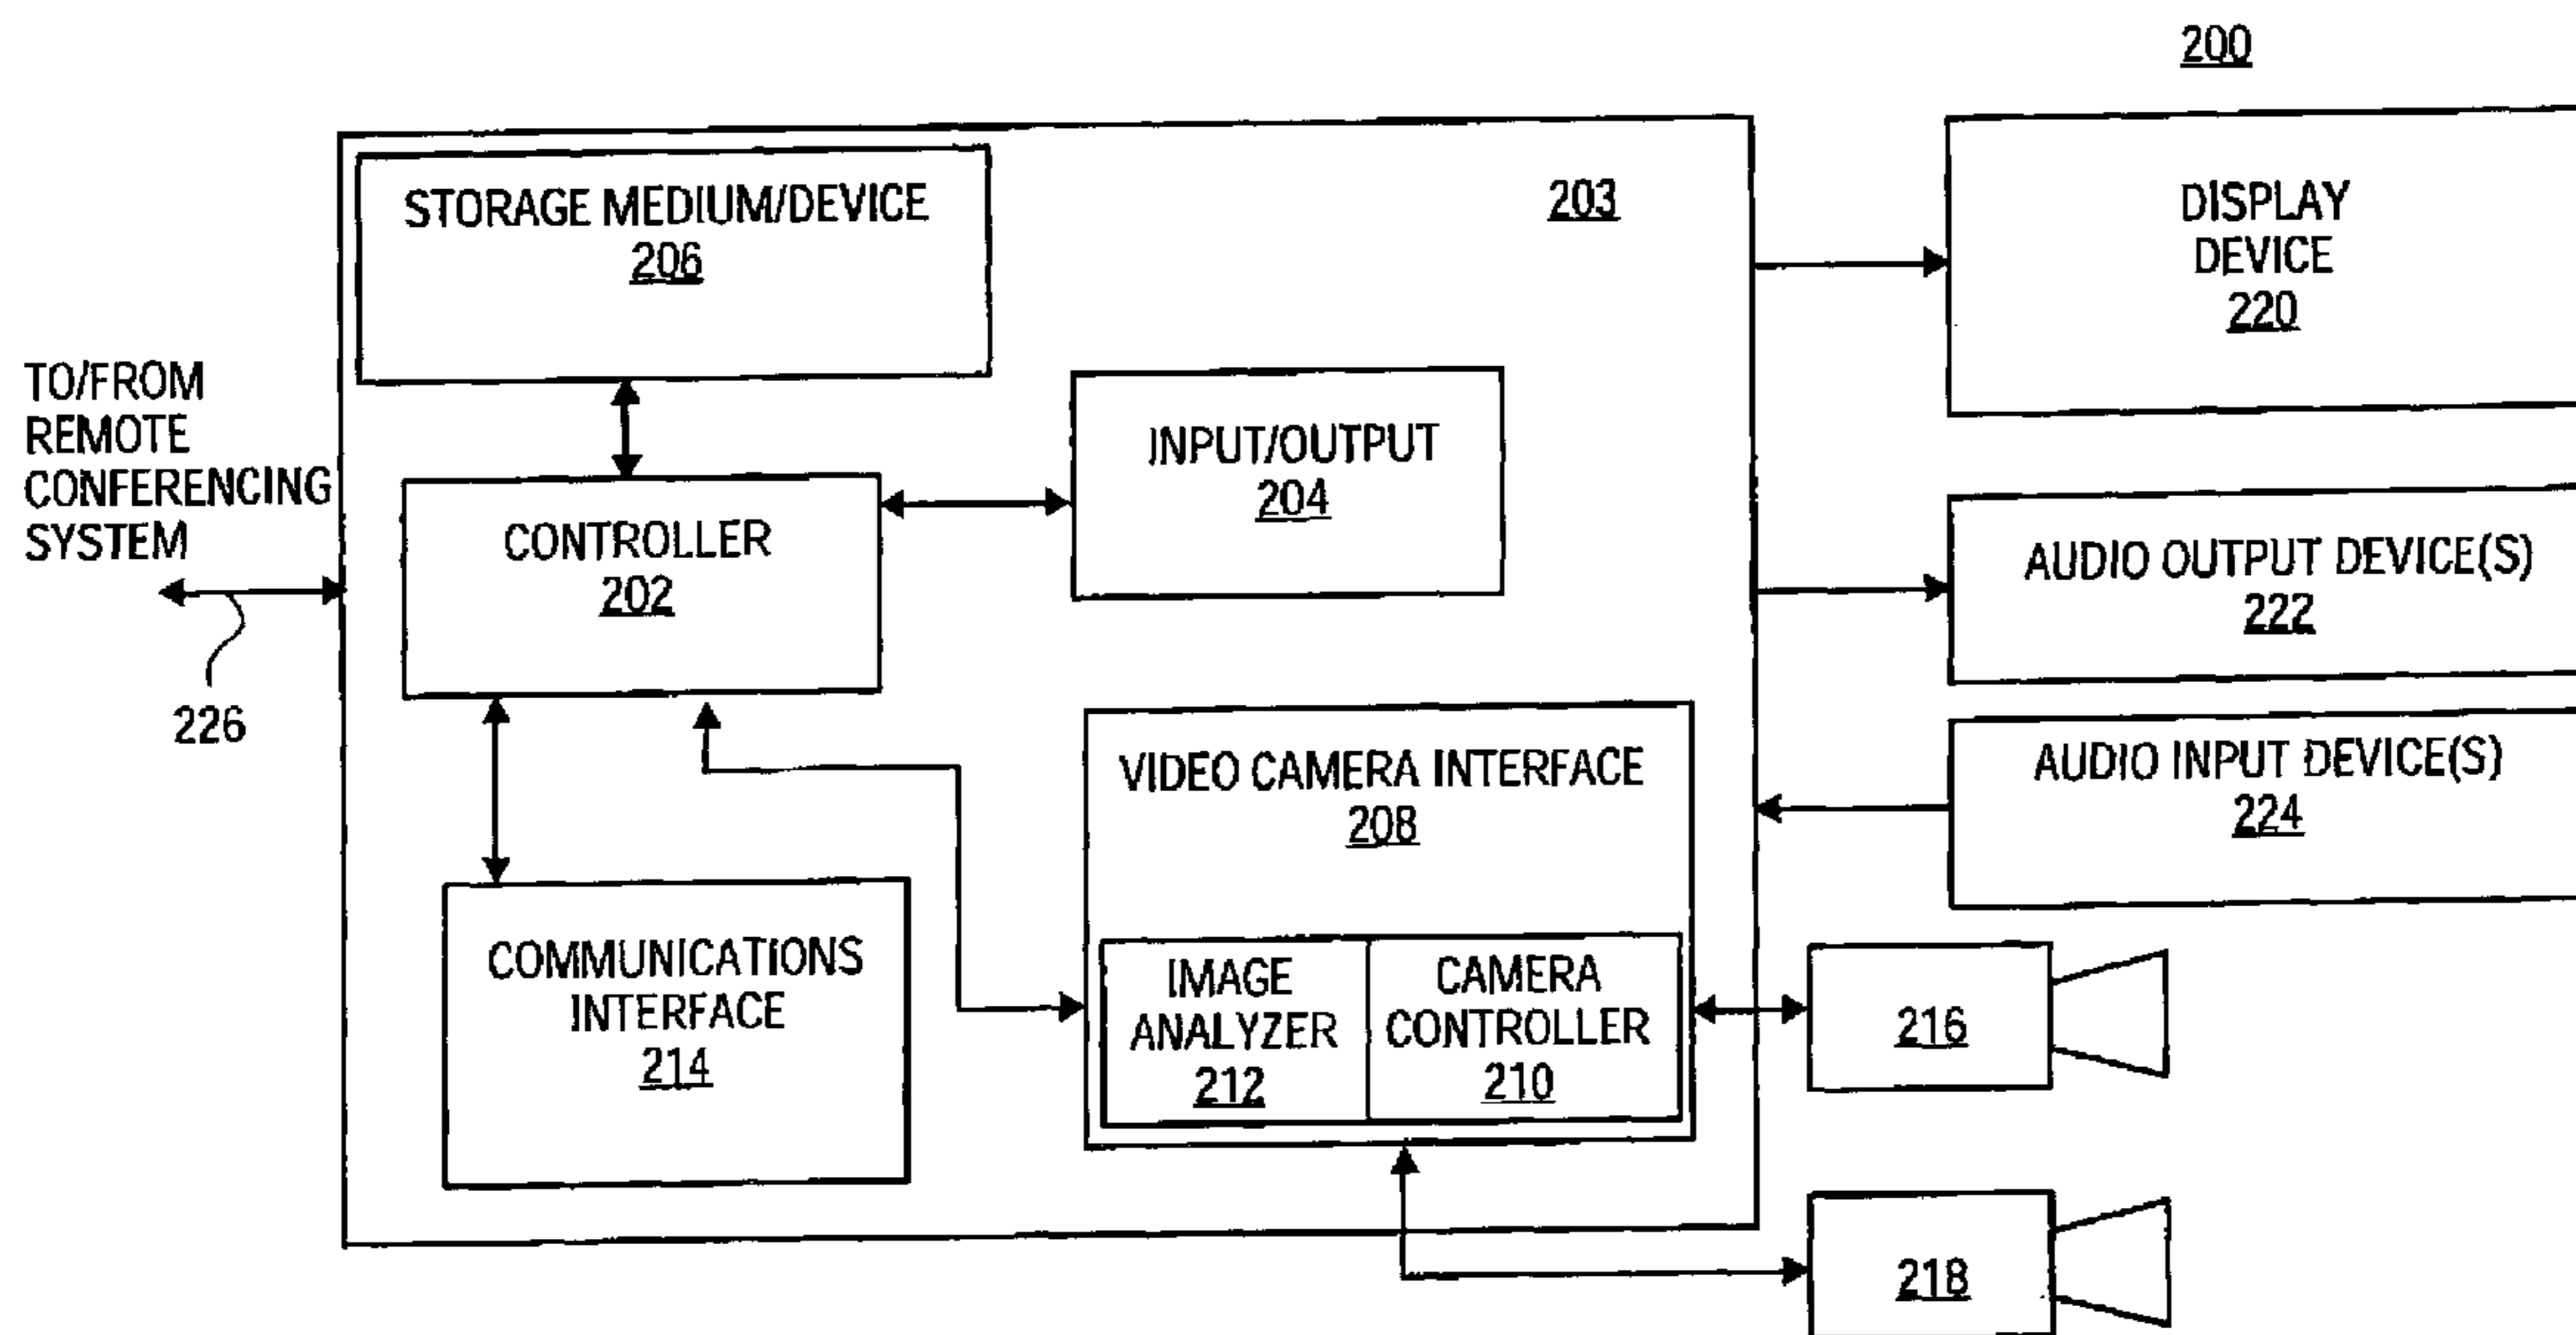 200
203
STORAGE MEDIUM/DEVICE
206
DISPLAY
DEVICE
220
TO/FROM
REMOTE
CONFERENCING
SYSTEM
226
INPUT/OUTPUT
204
CONTROLLER
202
AUDIO OUTPUT DEVICE(S)
222
AUDIO INPUT DEVICE(S)
224
VIDEO CAMERA INTERFACE
208
COMMUNICATIONS
INTERFACE
214
IMAGE
ANALYZER
212
CAMERA
CONTROLLER
210
216
218